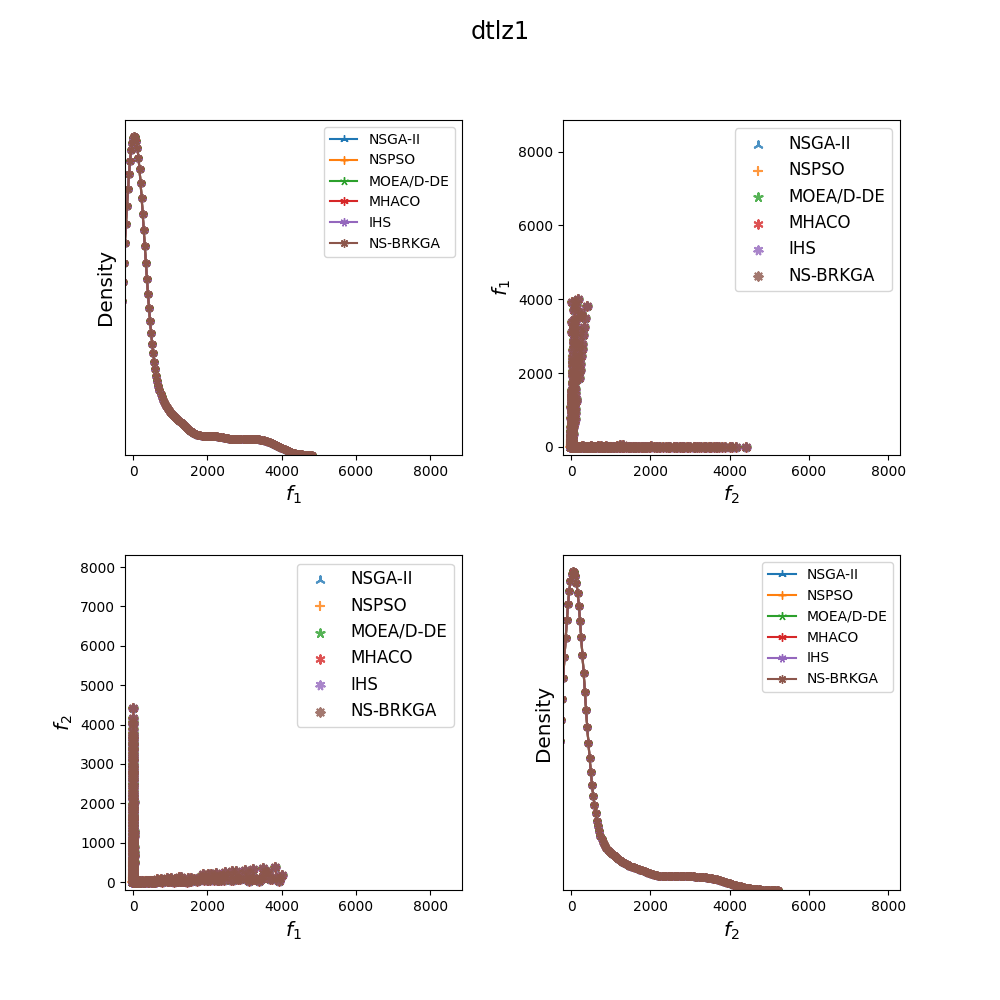 dtlz1
Density
NSGA-II
NSPSO
MOEA/D-DE
MHACO
IHS
NS-BRKGA
0 2000 4000 6000 8000
f1
f1
8000
6000
4000
2000
0
NSGA-II
NSPSO
MOEA/D-DE
MHACO
IHS
NS-BRKGA
0 2000 4000 6000 8000
f2
f2
8000
7000
6000
5000
4000
3000
2000
1000
0
NSGA-II
NSPSO
MOEA/D-DE
MHACO
IHS
NS-BRKGA
0 2000 4000 6000 8000
f1
Density
NSGA-II
NSPSO
MOEA/D-DE
MHACO
IHS
NS-BRKGA
0 2000 4000 6000 8000
f2